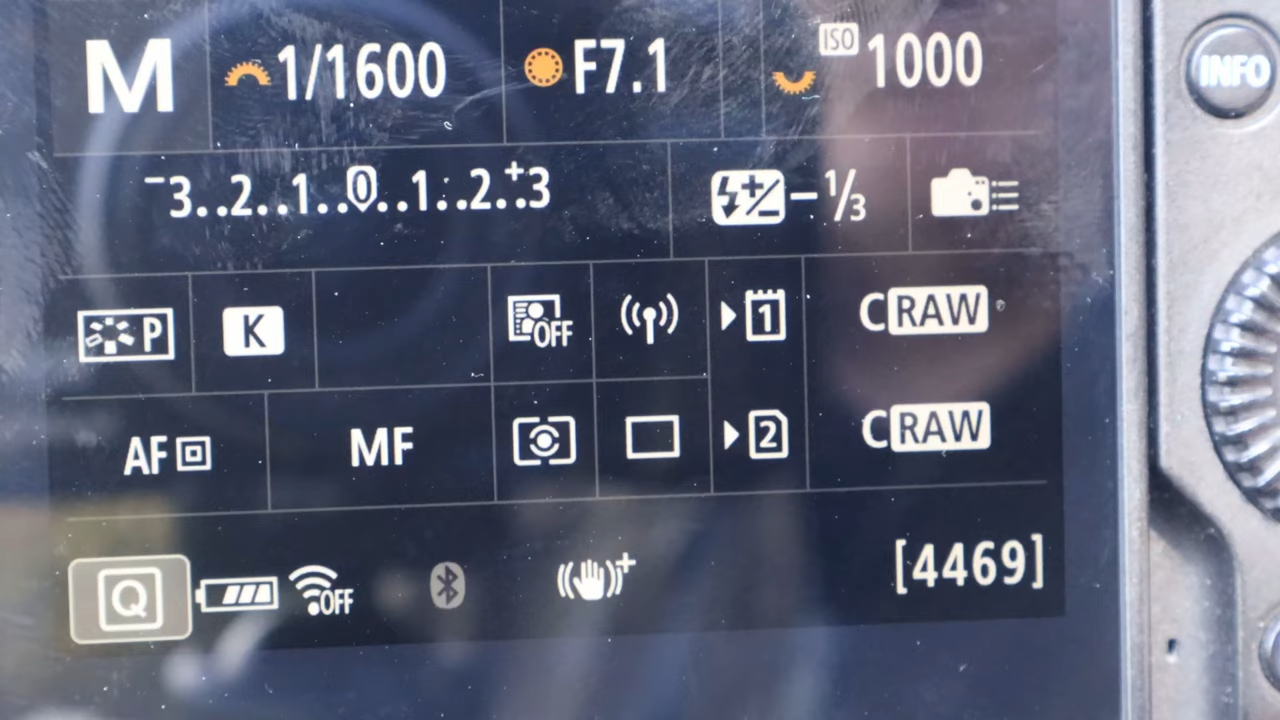 M 1/1600 F7.1 ISO 1000
INFO
-3..2..1..0..1..2..+3 -1/3
P K OFF 1 CRAW
AF MF 2 CRAW
Q OFF [4469]